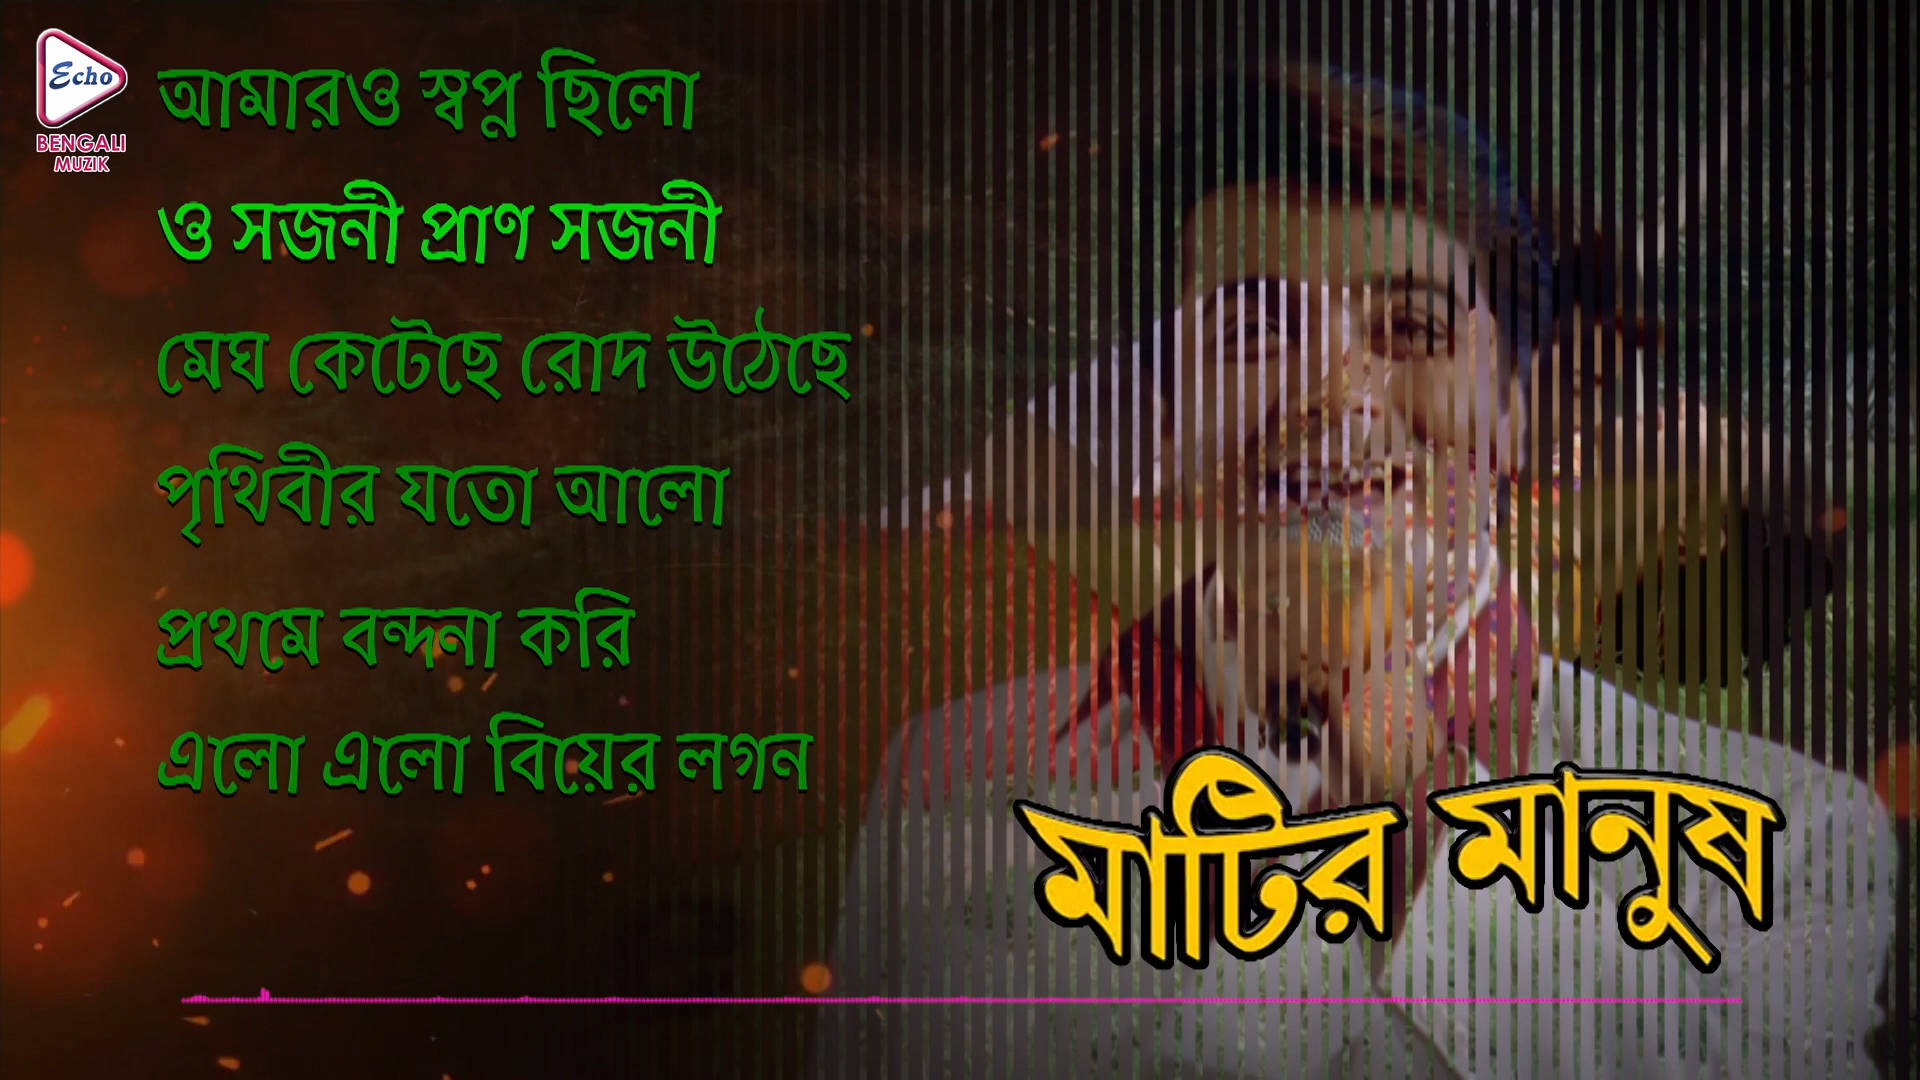 Echo
BENGALI
MUZIK
আমারও স্বপ্ন ছিলো
ও সজনী প্রাণ সজনী
মেঘ কেটেছে রোদ উঠেছে
পৃথিবীর যতো আলো
প্রথমে বন্দনা করি
এলো এলো বিয়ের লগন
মাটির মানুষ